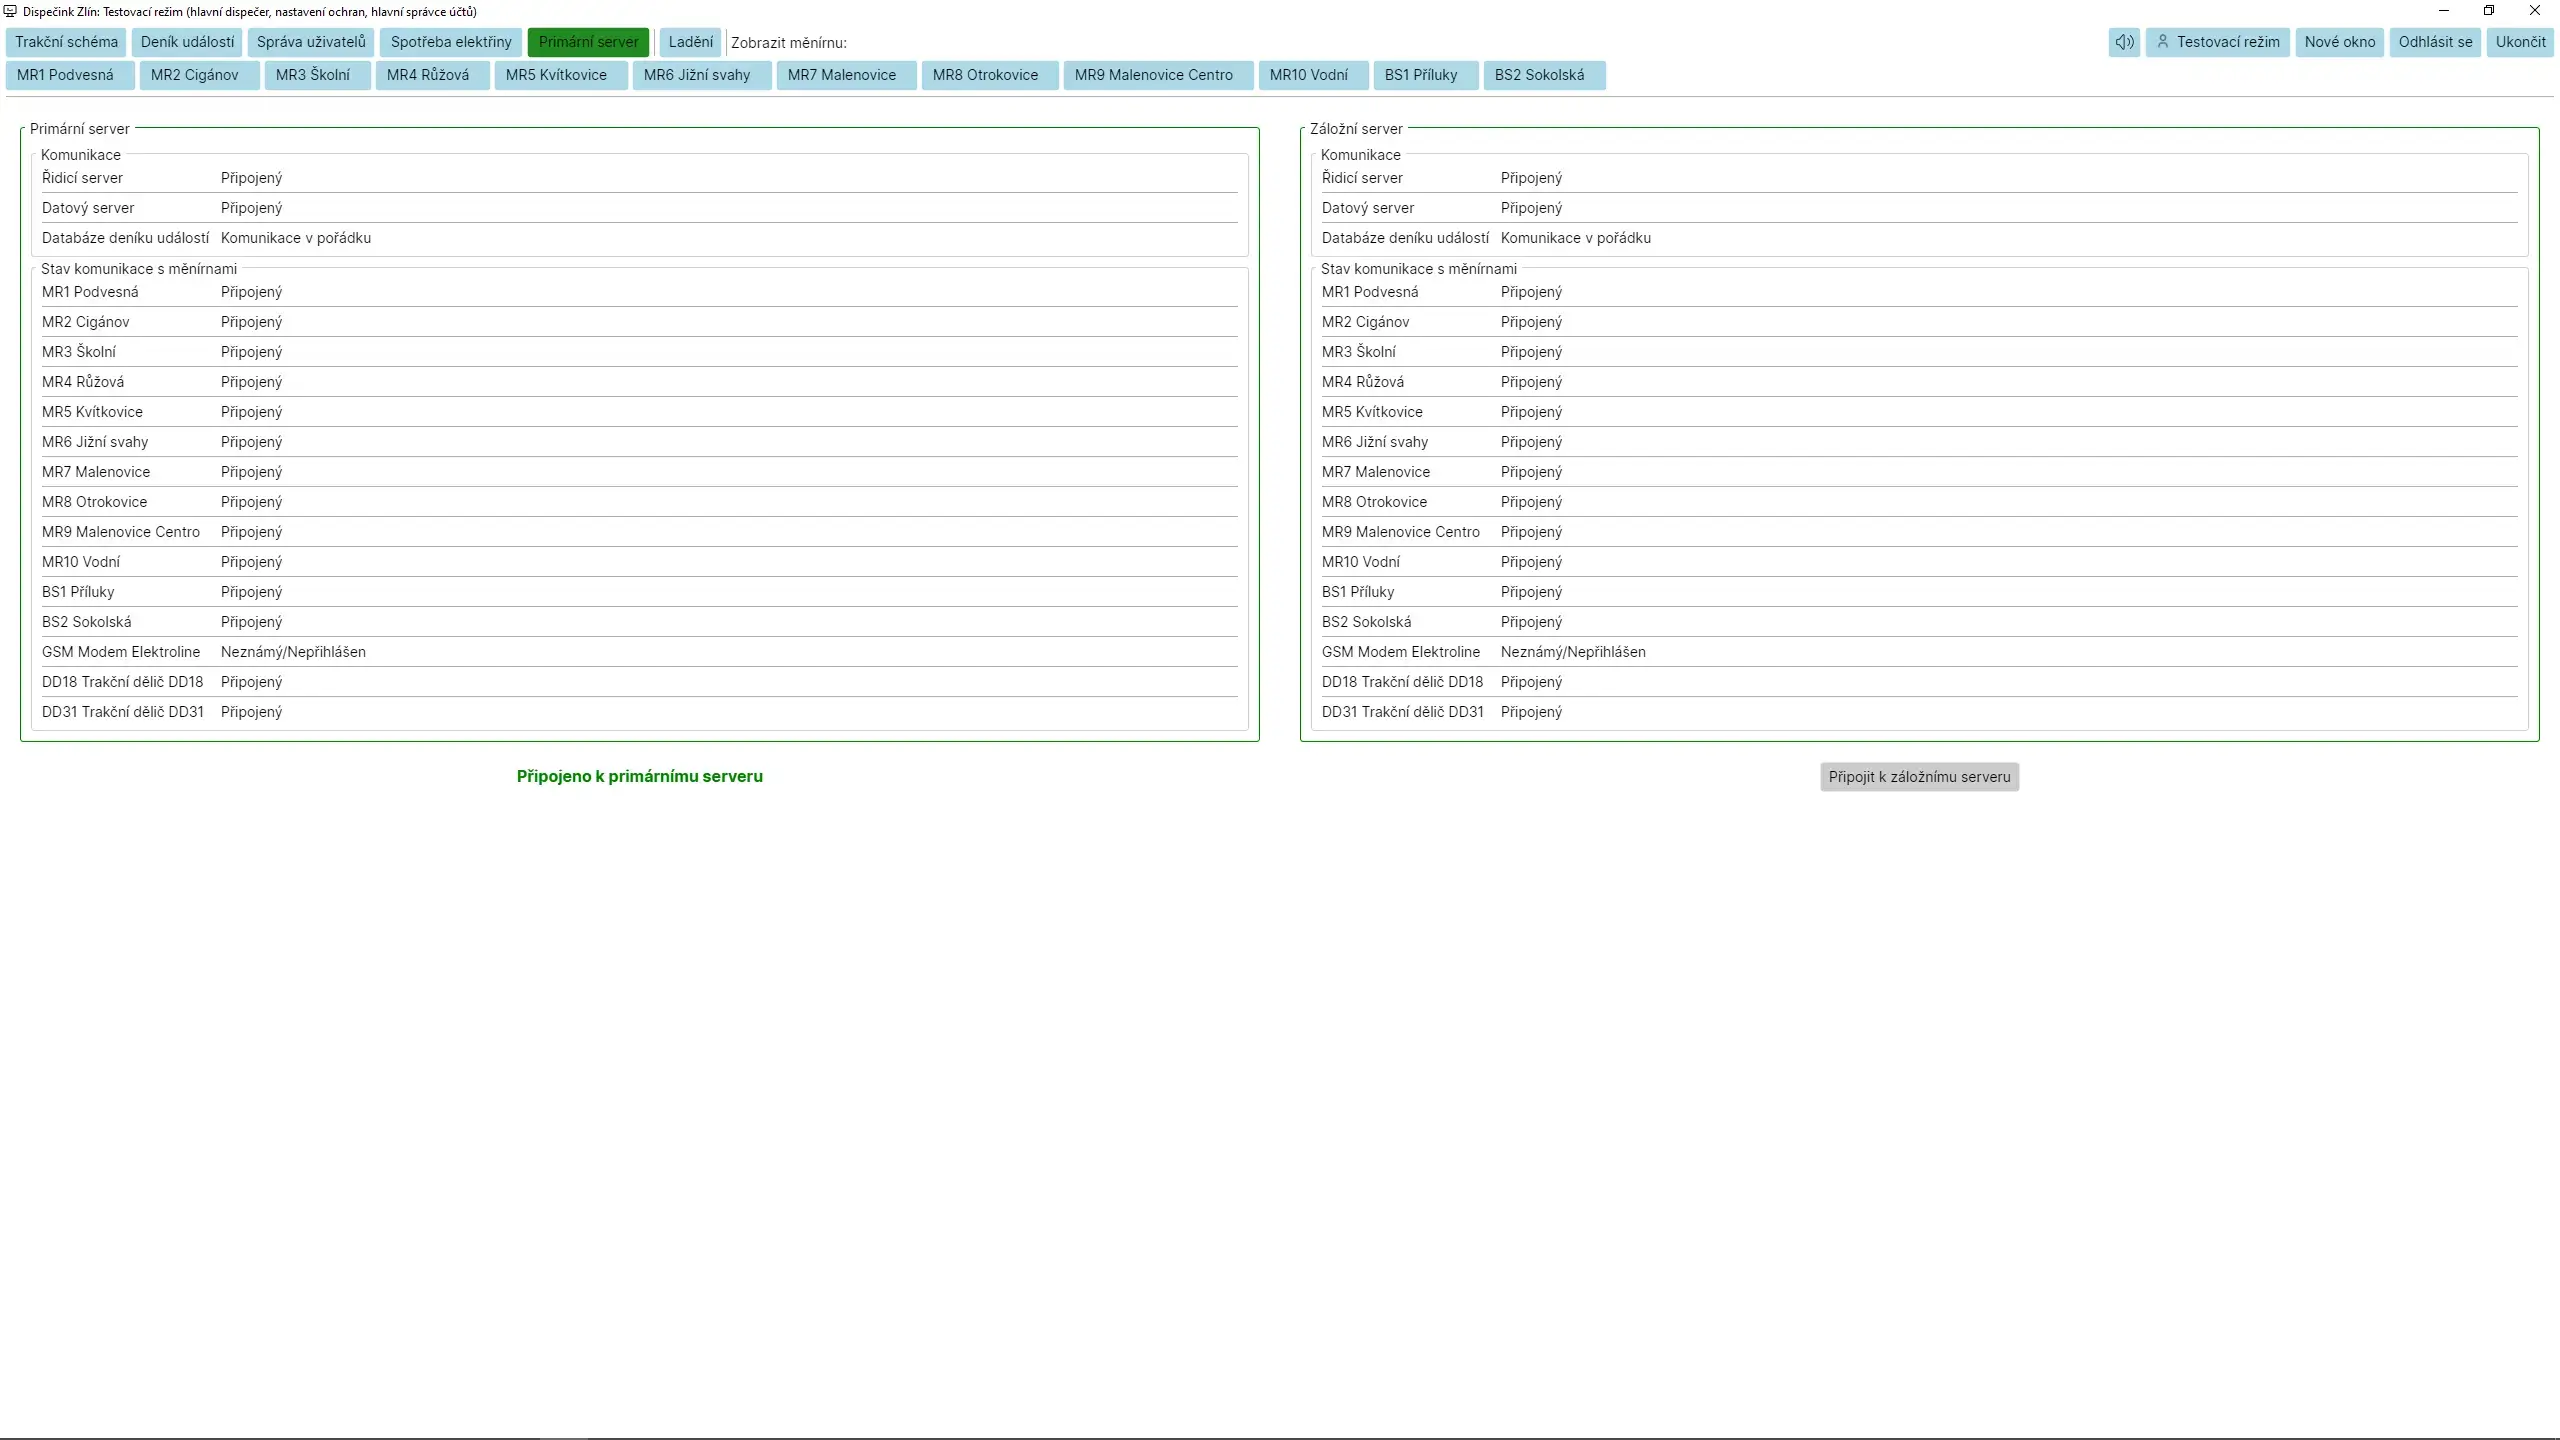 Dispečink Zlín: Testovací režim (hlavní dispečer, nastavení ochran, hlavní správce účtů)
Trakční schéma Deník událostí Správa uživatelů Spotřeba elektřiny Primární server Ladění Zobrazit měnírnu: Testovací režim Nové okno Odhlásit se Ukončit
MR1 Podvesná MR2 Cigánov MR3 Školní MR4 Růžová MR5 Kvítkovice MR6 Jižní svahy MR7 Malenovice MR8 Otrokovice MR9 Malenovice Centro MR10 Vodní BS1 Příluky BS2 Sokolská
Primární server
Komunikace
Řidicí server Připojený
Datový server Připojený
Databáze deníku událostí Komunikace v pořádku
Stav komunikace s měnírnami
MR1 Podvesná Připojený
MR2 Cigánov Připojený
MR3 Školní Připojený
MR4 Růžová Připojený
MR5 Kvítkovice Připojený
MR6 Jižní svahy Připojený
MR7 Malenovice Připojený
MR8 Otrokovice Připojený
MR9 Malenovice Centro Připojený
MR10 Vodní Připojený
BS1 Příluky Připojený
BS2 Sokolská Připojený
GSM Modem Elektroline Neznámý/Nepřihlášen
DD18 Trakční dělič DD18 Připojený
DD31 Trakční dělič DD31 Připojený
Připojeno k primárnímu serveru
Záložní server
Komunikace
Řidicí server Připojený
Datový server Připojený
Databáze deníku událostí Komunikace v pořádku
Stav komunikace s měnírnami
MR1 Podvesná Připojený
MR2 Cigánov Připojený
MR3 Školní Připojený
MR4 Růžová Připojený
MR5 Kvítkovice Připojený
MR6 Jižní svahy Připojený
MR7 Malenovice Připojený
MR8 Otrokovice Připojený
MR9 Malenovice Centro Připojený
MR10 Vodní Připojený
BS1 Příluky Připojený
BS2 Sokolská Připojený
GSM Modem Elektroline Neznámý/Nepřihlášen
DD18 Trakční dělič DD18 Připojený
DD31 Trakční dělič DD31 Připojený
Připojit k záložnímu serveru